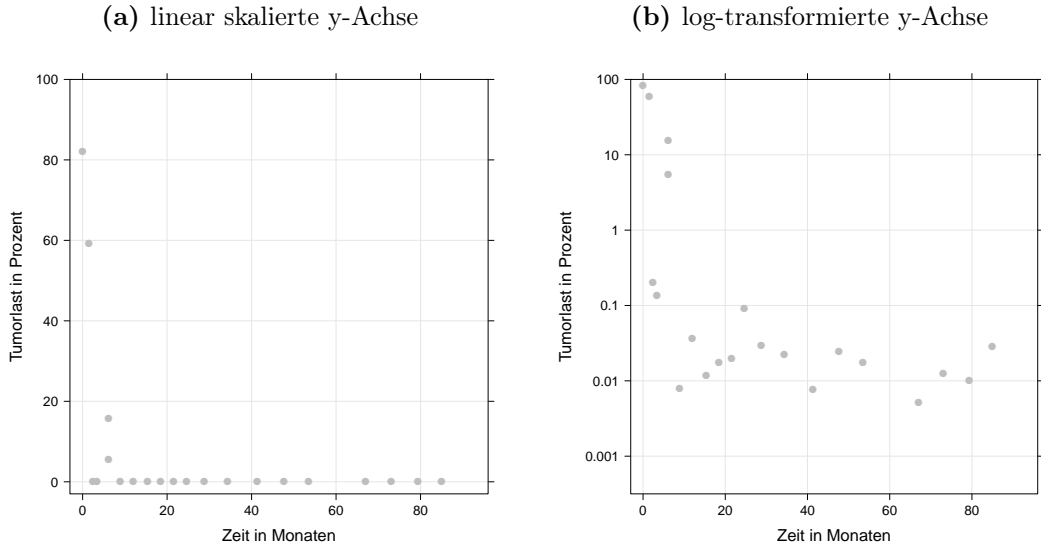 (a) linear skalierte y-Achse
100
80
60
40
20
0
Tumorlast in Prozent
0 20 40 60 80
Zeit in Monaten
(b) log-transformierte y-Achse
100
10
1
0.1
0.01
0.001
Tumorlast in Prozent
0 20 40 60 80
Zeit in Monaten